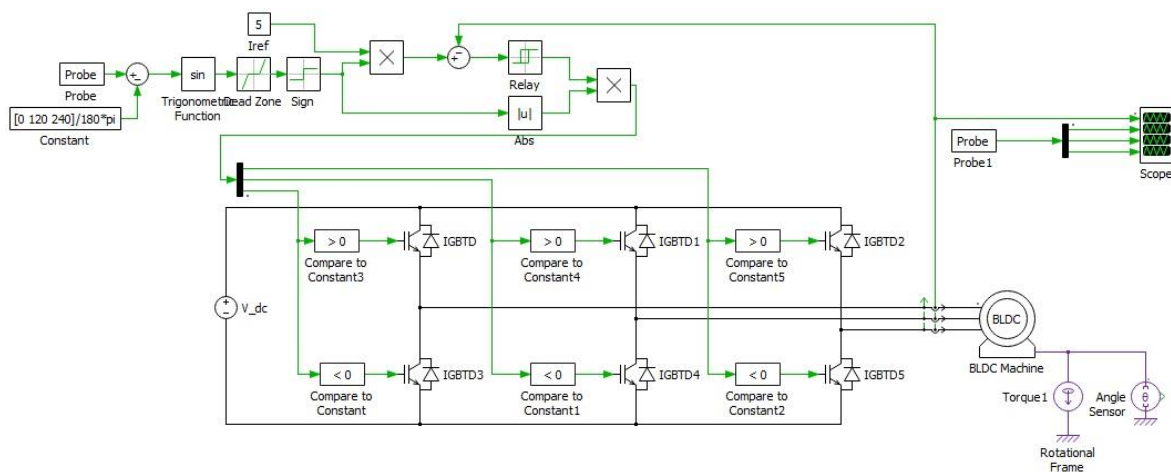 5
Iref
Probe
Probe
+
−
sin
Trigonometric
Function
Dead Zone
Sign
+
−
Relay
|u|
Abs
[0 120 240]/180*pi
Constant
Probe
Probe1
Scope
> 0
Compare to
Constant3
IGBTD
> 0
Compare to
Constant4
IGBTD1
> 0
Compare to
Constant5
IGBTD2
V_dc
BLDC
BLDC Machine
< 0
Compare to
Constant
IGBTD3
< 0
Compare to
Constant1
IGBTD4
< 0
Compare to
Constant2
IGBTD5
Torque1
Angle
Sensor
θ
Rotational
Frame